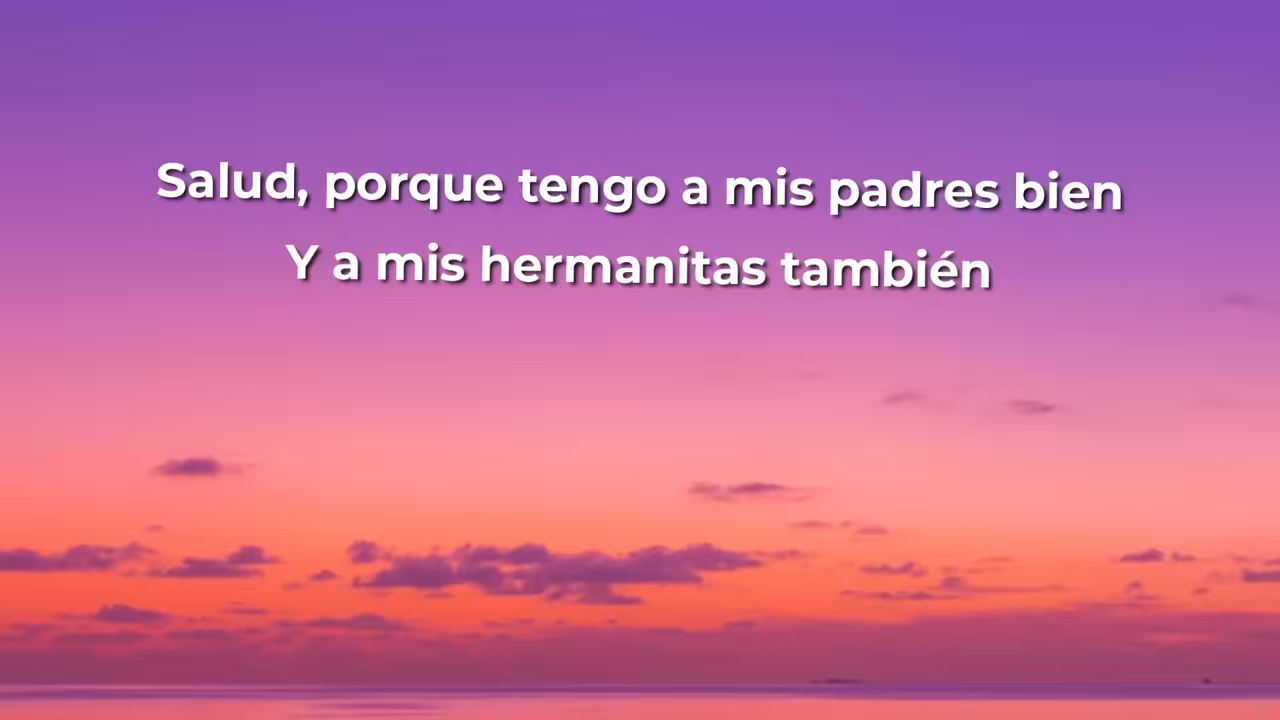 Salud, porque tengo a mis padres bien
Y a mis hermanitas también